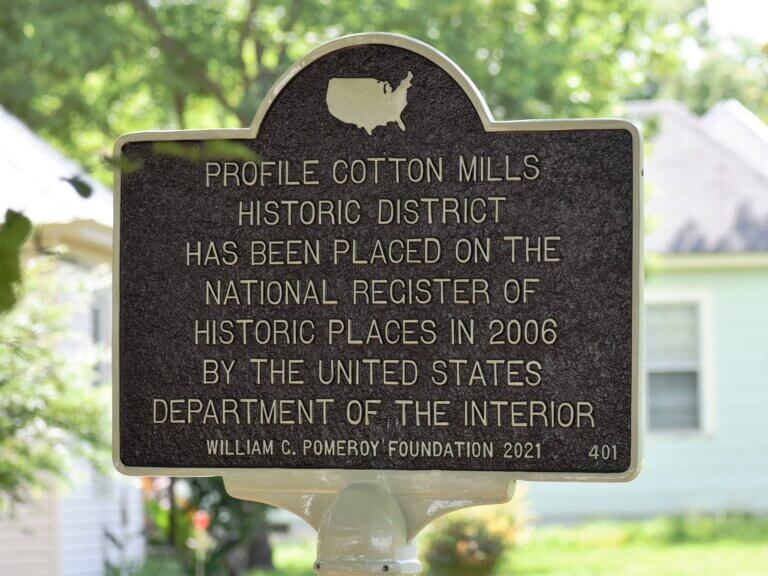 PROFILE COTTON MILLS
HISTORIC DISTRICT
HAS BEEN PLACED ON THE
NATIONAL REGISTER OF
HISTORIC PLACES IN 2006
BY THE UNITED STATES
DEPARTMENT OF THE INTERIOR
WILLIAM C. POMEROY FOUNDATION 2021 401